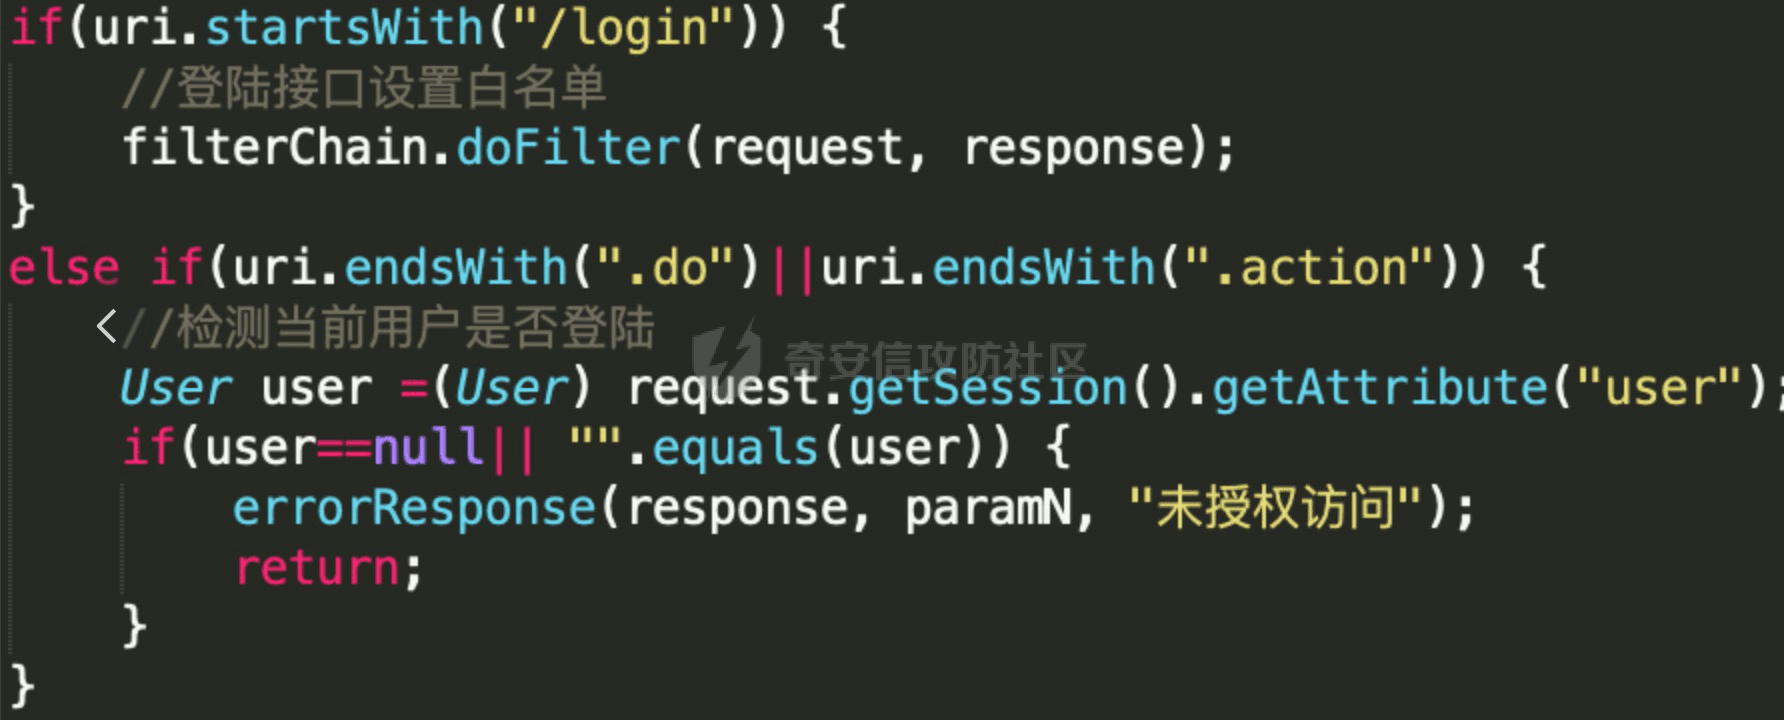 if(uri.startsWith("/login")) {
//登陆接口设置白名单
filterChain.doFilter(request, response);
}
else if(uri.endsWith(".do")||uri.endsWith(".action")) {
//检测当前用户是否登陆
奇安信攻防社区
User user =(User) request.getSession().getAttribute("user");
if(user==null|| "".equals(user)) {
errorResponse(response, paramN, "未授权访问");
return;
}
}